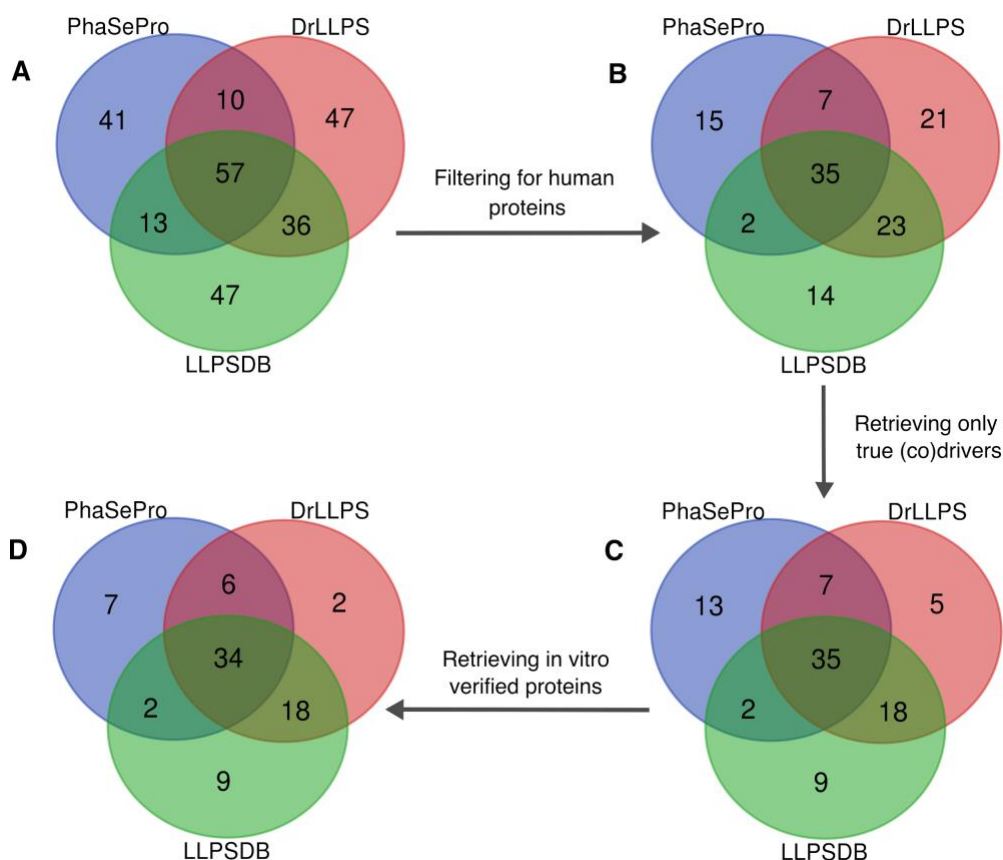 PhaSePro DrLLPS
A
41 10 47
57
13 36
47
LLPSDB
Filtering for human
proteins
PhaSePro DrLLPS
B
15 7 21
35
2 23
14
LLPSDB
Retrieving only
true (co)drivers
PhaSePro DrLLPS
C
13 7 5
35
2 18
9
LLPSDB
Retrieving in vitro
verified proteins
PhaSePro DrLLPS
D
7 6 2
34
2 18
9
LLPSDB